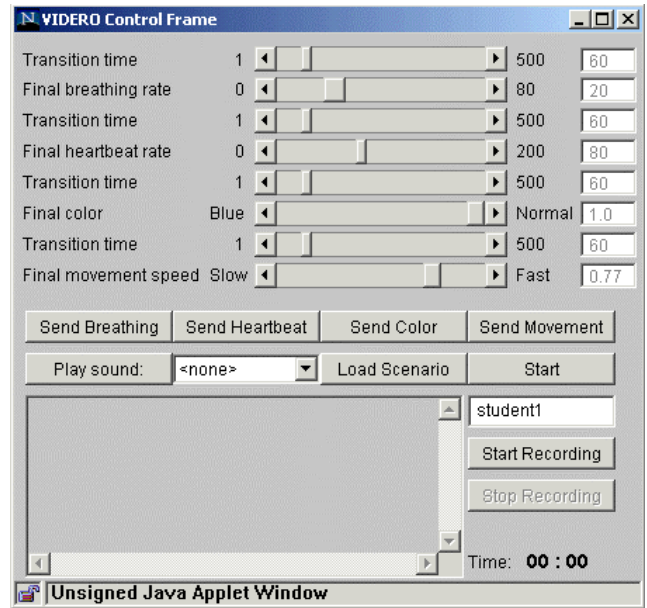 VIDERO Control Frame
Transition time 1 500 60
Final breathing rate 0 80 20
Transition time 1 500 60
Final heartbeat rate 0 200 80
Transition time 1 500 60
Final color Blue Normal 1.0
Transition time 1 500 60
Final movement speed Slow Fast 0.77
Send Breathing Send Heartbeat Send Color Send Movement
Play sound: <none> Load Scenario Start
student1
Start Recording
Stop Recording
Time: 00 : 00
Unsigned Java Applet Window